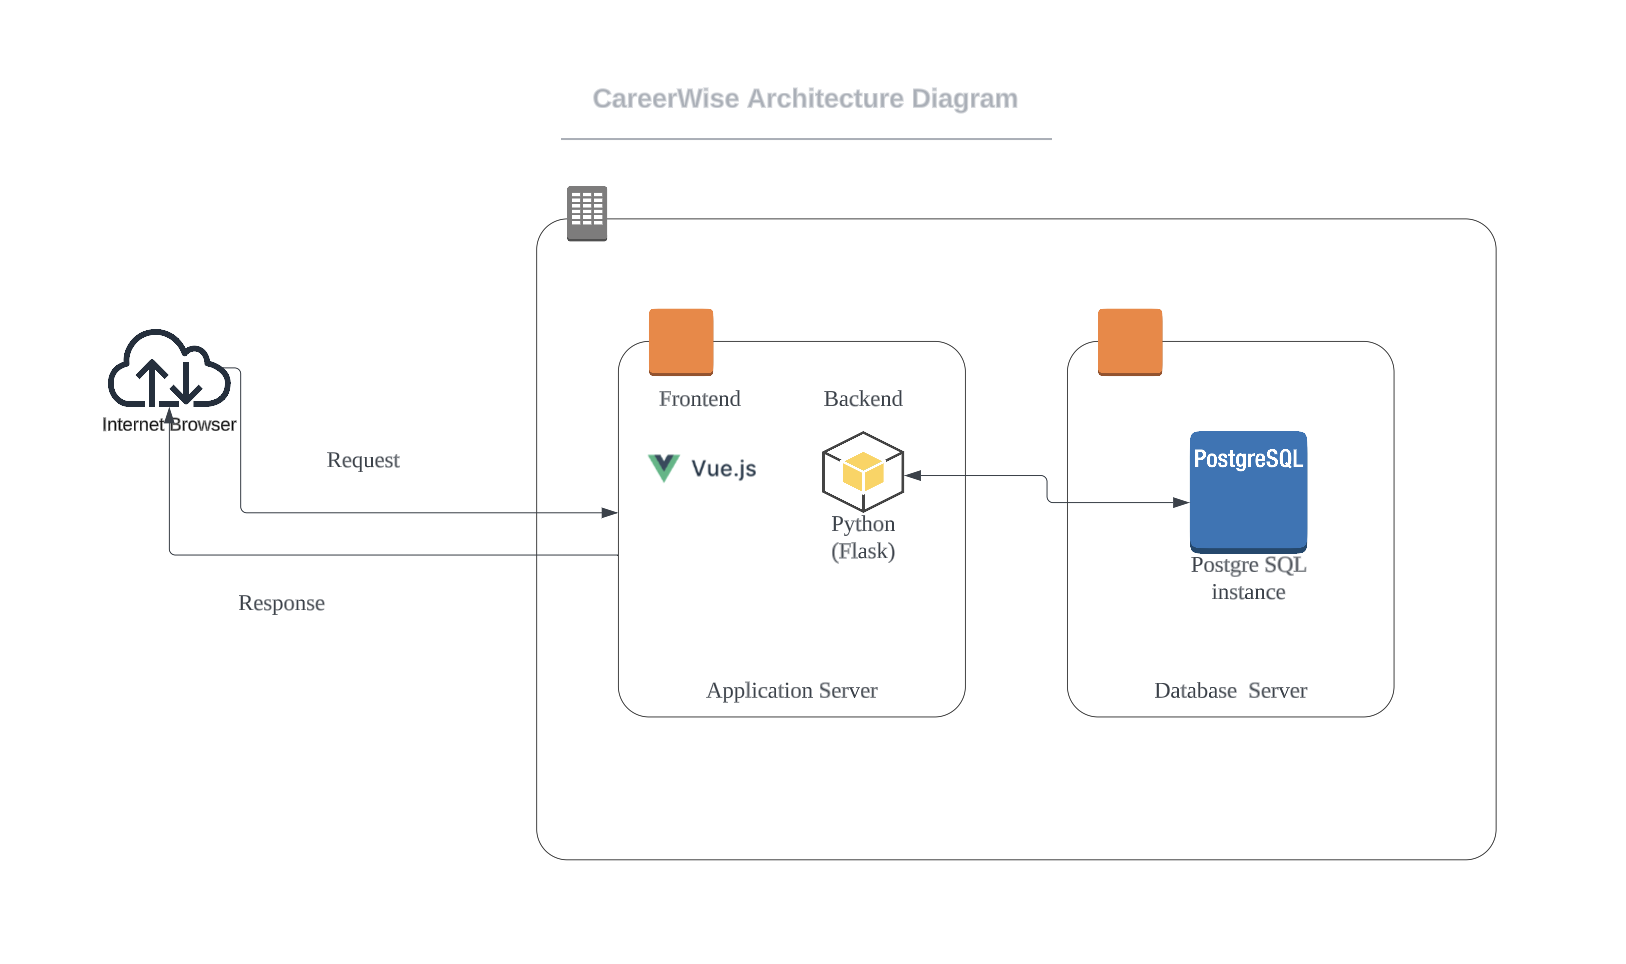 CareerWise Architecture Diagram
Internet Browser
Request
Response
Frontend
Backend
Vue.js
Python
(Flask)
Application Server
PostgreSQL
Postgre SQL
instance
Database  Server